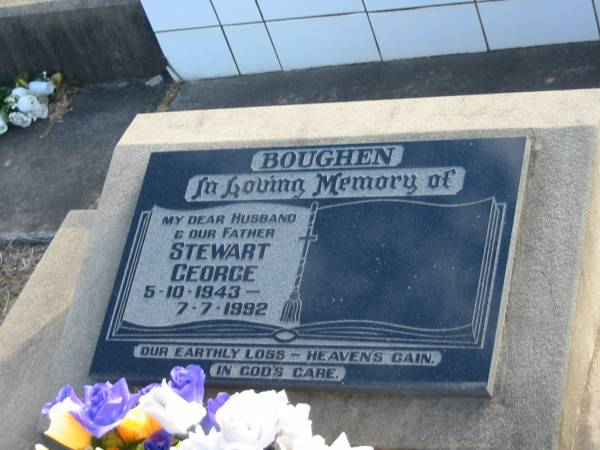 BOUGHEN
In Loving Memory of
MY DEAR HUSBAND
& OUR FATHER
STEWART
GEORGE
5-10-1943 -
7-7-1992
OUR EARTHLY LOSS - HEAVEN'S GAIN.
IN GOD'S CARE.